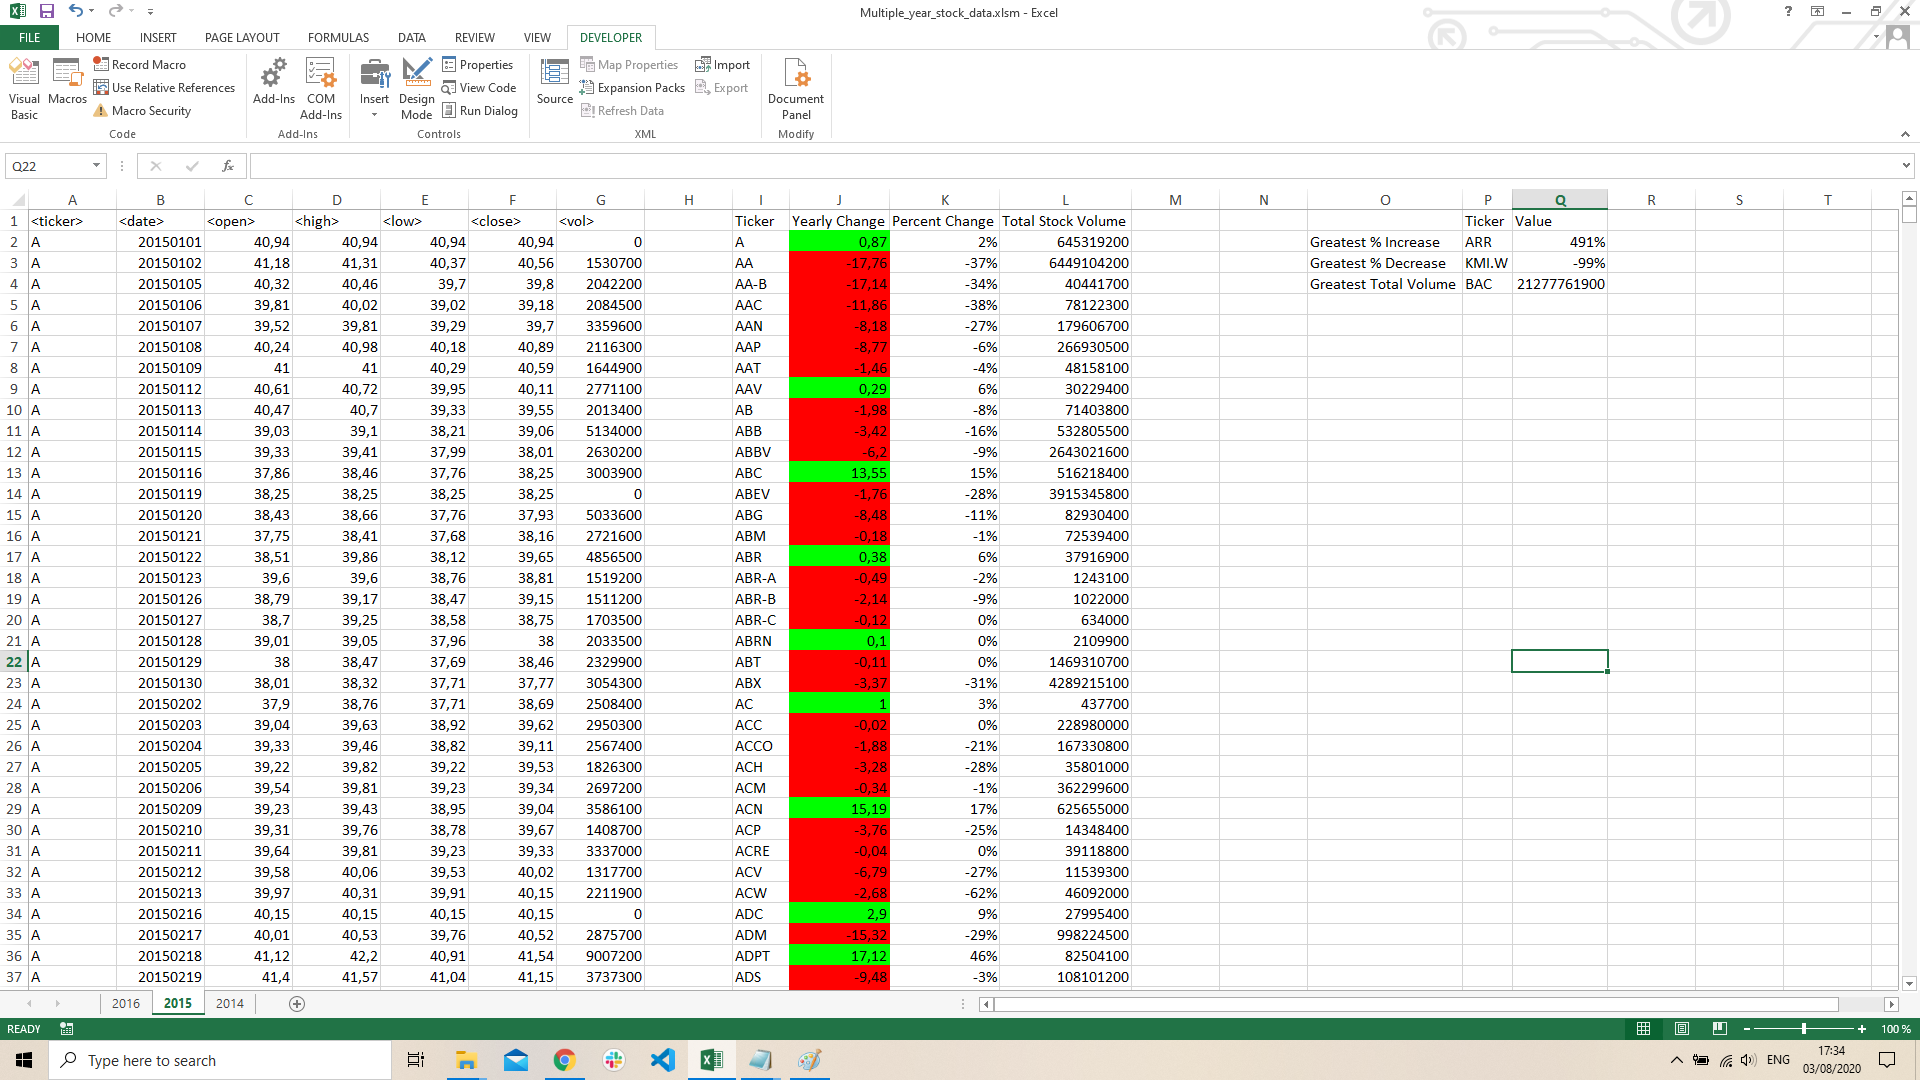 Multiple_year_stock_data.xlsm - Excel
?
FILE HOME INSERT PAGE LAYOUT FORMULAS DATA REVIEW VIEW DEVELOPER
Visual Basic
Macros
Record Macro
Use Relative References
Macro Security
Code
Add-Ins
COM Add-Ins
Add-Ins
Insert
Design Mode
Properties
View Code
Run Dialog
Controls
Source
Map Properties
Expansion Packs
Refresh Data
Import
Export
XML
Document Panel
Modify
Q22 fx
A B C D E F G H I J K L M N O P Q R S T
1 <ticker> <date> <open> <high> <low> <close> <vol> Ticker Yearly Change Percent Change Total Stock Volume Ticker Value
2 A 20150101 40,94 40,94 40,94 40,94 0 A 0,87 2% 645319200 Greatest % Increase ARR 491%
3 A 20150102 41,18 41,31 40,37 40,56 1530700 AA -17,76 -37% 6449104200 Greatest % Decrease KMI.W -99%
4 A 20150105 40,32 40,46 39,7 39,8 2042200 AA-B -17,14 -34% 40441700 Greatest Total Volume BAC 21277761900
5 A 20150106 39,81 40,02 39,02 39,18 2084500 AAC -11,86 -38% 78122300
6 A 20150107 39,52 39,81 39,29 39,7 3359600 AAN -8,18 -27% 179606700
7 A 20150108 40,24 40,98 40,18 40,89 2116300 AAP -8,77 -6% 266930500
8 A 20150109 41 41 40,29 40,59 1644900 AAT -1,46 -4% 48158100
9 A 20150112 40,61 40,72 39,95 40,11 2771100 AAV 0,29 6% 30229400
10 A 20150113 40,47 40,7 39,33 39,55 2013400 AB -1,98 -8% 71403800
11 A 20150114 39,03 39,1 38,21 39,06 5134000 ABB -3,42 -16% 532805500
12 A 20150115 39,33 39,41 37,99 38,01 2630200 ABBV -6,2 -9% 2643021600
13 A 20150116 37,86 38,46 37,76 38,25 3003900 ABC 13,55 15% 516218400
14 A 20150119 38,25 38,25 38,25 38,25 0 ABEV -1,76 -28% 3915345800
15 A 20150120 38,43 38,66 37,76 37,93 5033600 ABG -8,48 -11% 82930400
16 A 20150121 37,75 38,41 37,68 38,16 2721600 ABM -0,18 -1% 72539400
17 A 20150122 38,51 39,86 38,12 39,65 4856500 ABR 0,38 6% 37916900
18 A 20150123 39,6 39,6 38,76 38,81 1519200 ABR-A -0,49 -2% 1243100
19 A 20150126 38,79 39,17 38,47 39,15 1511200 ABR-B -2,14 -9% 1022000
20 A 20150127 38,7 39,25 38,58 38,75 1703500 ABR-C -0,12 0% 634000
21 A 20150128 39,01 39,05 37,96 38 2033500 ABRN 0,1 0% 2109900
22 A 20150129 38 38,47 37,69 38,46 2329900 ABT -0,11 0% 1469310700
23 A 20150130 38,01 38,32 37,71 37,77 3054300 ABX -3,37 -31% 4289215100
24 A 20150202 37,9 38,76 37,71 38,69 2508400 AC 1 3% 437700
25 A 20150203 39,04 39,63 38,92 39,62 2950300 ACC -0,02 0% 228980000
26 A 20150204 39,33 39,46 38,82 39,11 2567400 ACCO -1,88 -21% 167330800
27 A 20150205 39,22 39,82 39,22 39,53 1826300 ACH -3,28 -28% 35801000
28 A 20150206 39,54 39,81 39,23 39,34 2697200 ACM -0,34 -1% 362299600
29 A 20150209 39,23 39,43 38,95 39,04 3586100 ACN 15,19 17% 625655000
30 A 20150210 39,31 39,76 38,78 39,67 1408700 ACP -3,76 -25% 14348400
31 A 20150211 39,64 39,81 39,23 39,33 3337000 ACRE -0,04 0% 39118800
32 A 20150212 39,58 40,06 39,53 40,02 1317700 ACV -6,79 -27% 11539300
33 A 20150213 39,97 40,31 39,91 40,15 2211900 ACW -2,68 -62% 46092000
34 A 20150216 40,15 40,15 40,15 40,15 0 ADC 2,9 9% 27995400
35 A 20150217 40,01 40,53 39,76 40,52 2875700 ADM -15,32 -29% 998224500
36 A 20150218 41,12 42,2 40,91 41,54 9007200 ADPT 17,12 46% 82504100
37 A 20150219 41,4 41,57 41,04 41,15 3737300 ADS -9,48 -3% 108101200
2016 2015 2014
READY 100 %
Type here to search
ENG
17:34
03/08/2020